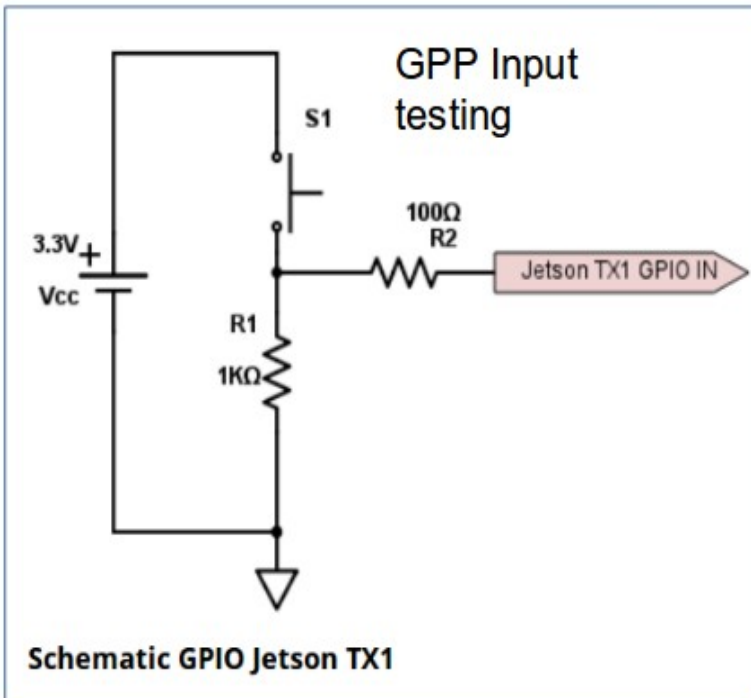 GPP Input
testing
S1
100Ω
R2
3.3V
+
Vcc
Jetson TX1 GPIO IN
R1
1KΩ
Schematic GPIO Jetson TX1